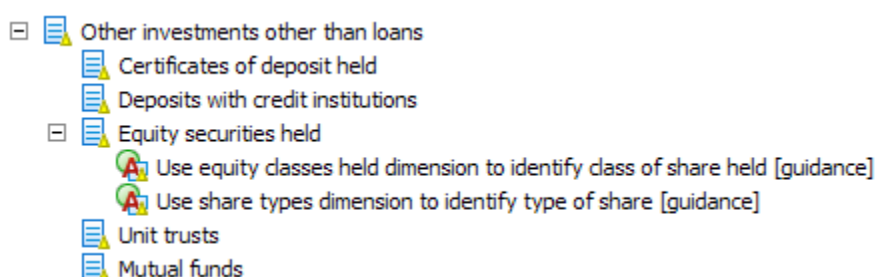 Other investments other than loans
Certificates of deposit held
Deposits with credit institutions
Equity securities held
Use equity classes held dimension to identify class of share held [guidance]
Use share types dimension to identify type of share [guidance]
Unit trusts
Mutual funds